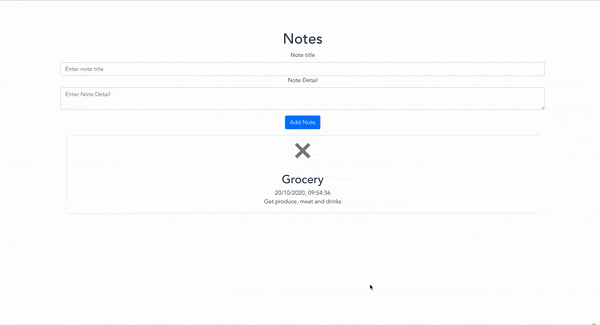 Notes
Note title
Enter note title
Note Detail
Enter Note Detail
Add Note
Grocery
20/10/2020, 09:54:36
Get produce, meat and drinks